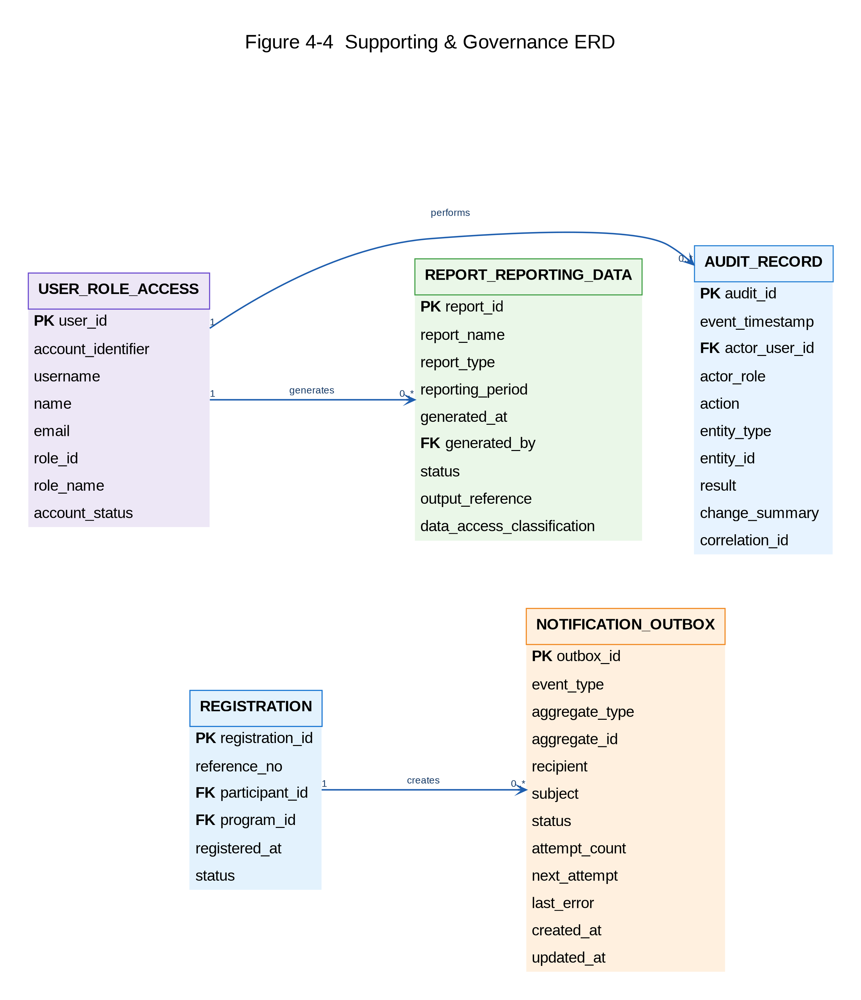 Figure 4-4  Supporting & Governance ERD
performs
USER_ROLE_ACCESS
PK user_id
account_identifier
username
name
email
role_id
role_name
account_status
1
1
generates
0..*
REPORT_REPORTING_DATA
PK report_id
report_name
report_type
reporting_period
generated_at
FK generated_by
status
output_reference
data_access_classification
0..*
AUDIT_RECORD
PK audit_id
event_timestamp
FK actor_user_id
actor_role
action
entity_type
entity_id
result
change_summary
correlation_id
REGISTRATION
PK registration_id
reference_no
FK participant_id
FK program_id
registered_at
status
1
creates
0..*
NOTIFICATION_OUTBOX
PK outbox_id
event_type
aggregate_type
aggregate_id
recipient
subject
status
attempt_count
next_attempt
last_error
created_at
updated_at